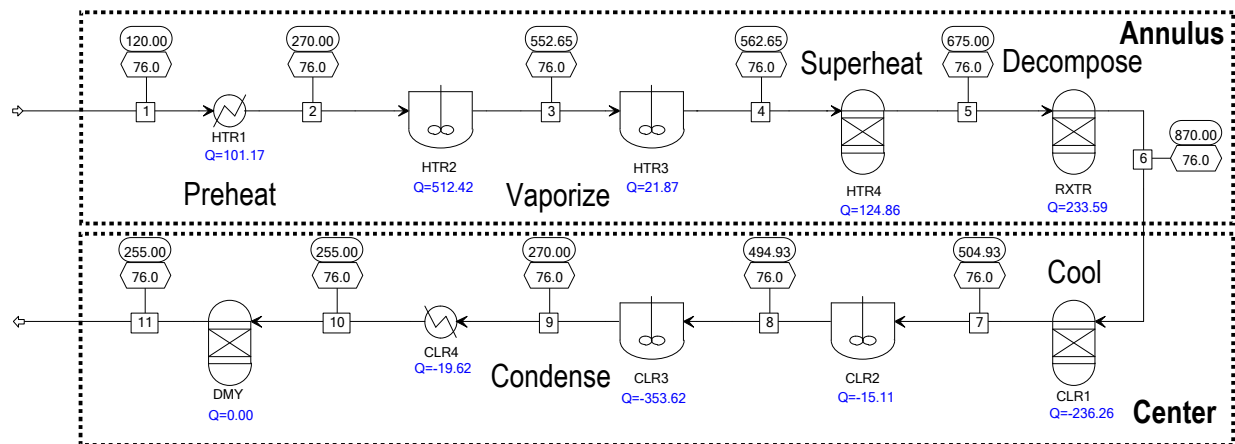 Annulus
120.00
76.0
270.00
76.0
552.65
76.0
562.65
76.0
Superheat
675.00
76.0
Decompose
1
2
3
4
5
HTR1
Q=101.17
HTR2
Q=512.42
HTR3
Q=21.87
HTR4
Q=124.86
RXTR
Q=233.59
Preheat
Vaporize
6
870.00
76.0
255.00
76.0
255.00
76.0
270.00
76.0
494.93
76.0
504.93
76.0
Cool
11
10
9
8
7
DMY
Q=0.00
CLR4
Q=-19.62
Condense
CLR3
Q=-353.62
CLR2
Q=-15.11
CLR1
Q=-236.26
Center